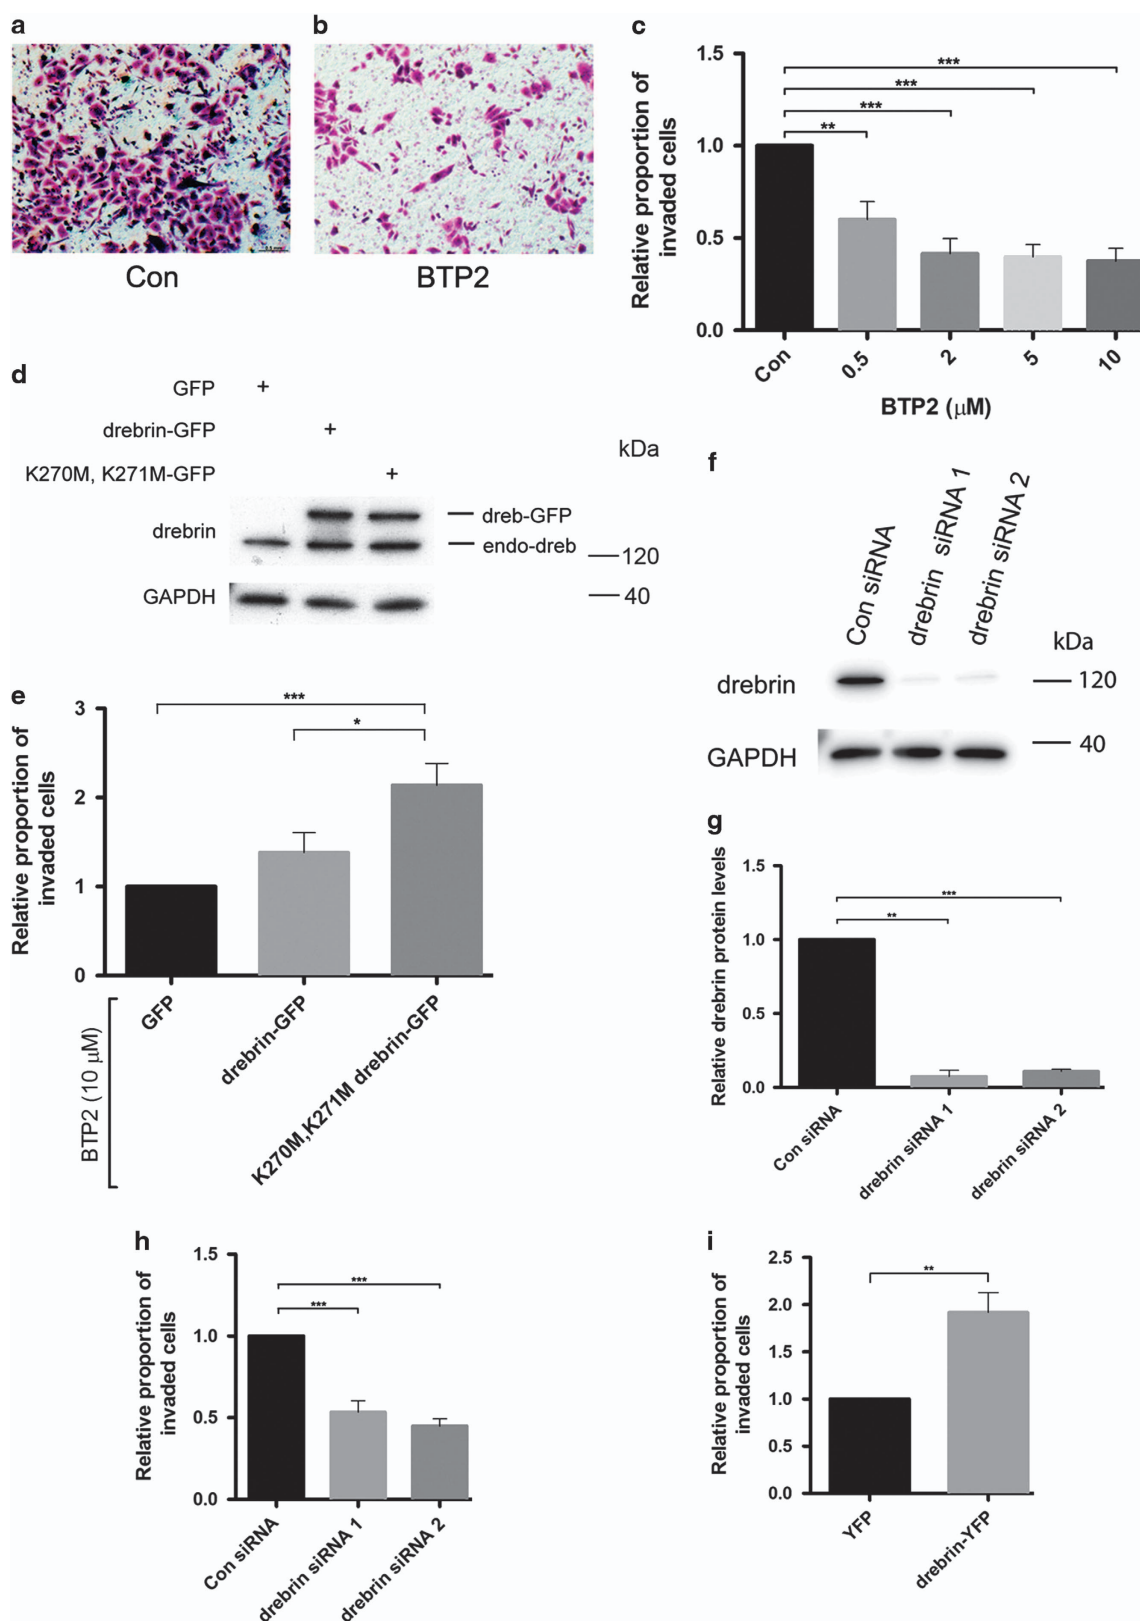 a
b
Con
BTP2
c
Relative proportion of
invaded cells
1.5
1.0
0.5
0.0
**
***
***
***
Con
0.5
2
5
10
BTP2 (μM)
d
GFP +
drebrin-GFP +
K270M, K271M-GFP +
kDa
drebrin
dreb-GFP
endo-dreb
120
GAPDH
40
e
Relative proportion of
invaded cells
3
2
1
0
***
*
GFP
drebrin-GFP
K270M,K271M drebrin-GFP
BTP2 (10 μM)
f
Con siRNA
drebrin siRNA 1
drebrin siRNA 2
kDa
drebrin
120
GAPDH
40
g
Relative drebrin protein levels
1.5
1.0
0.5
0.0
***
**
Con siRNA
drebrin siRNA 1
drebrin siRNA 2
h
Relative proportion of
invaded cells
1.5
1.0
0.5
0.0
***
***
Con siRNA
drebrin siRNA 1
drebrin siRNA 2
i
Relative proportion of
invaded cells
2.5
2.0
1.5
1.0
0.5
0.0
**
YFP
drebrin-YFP